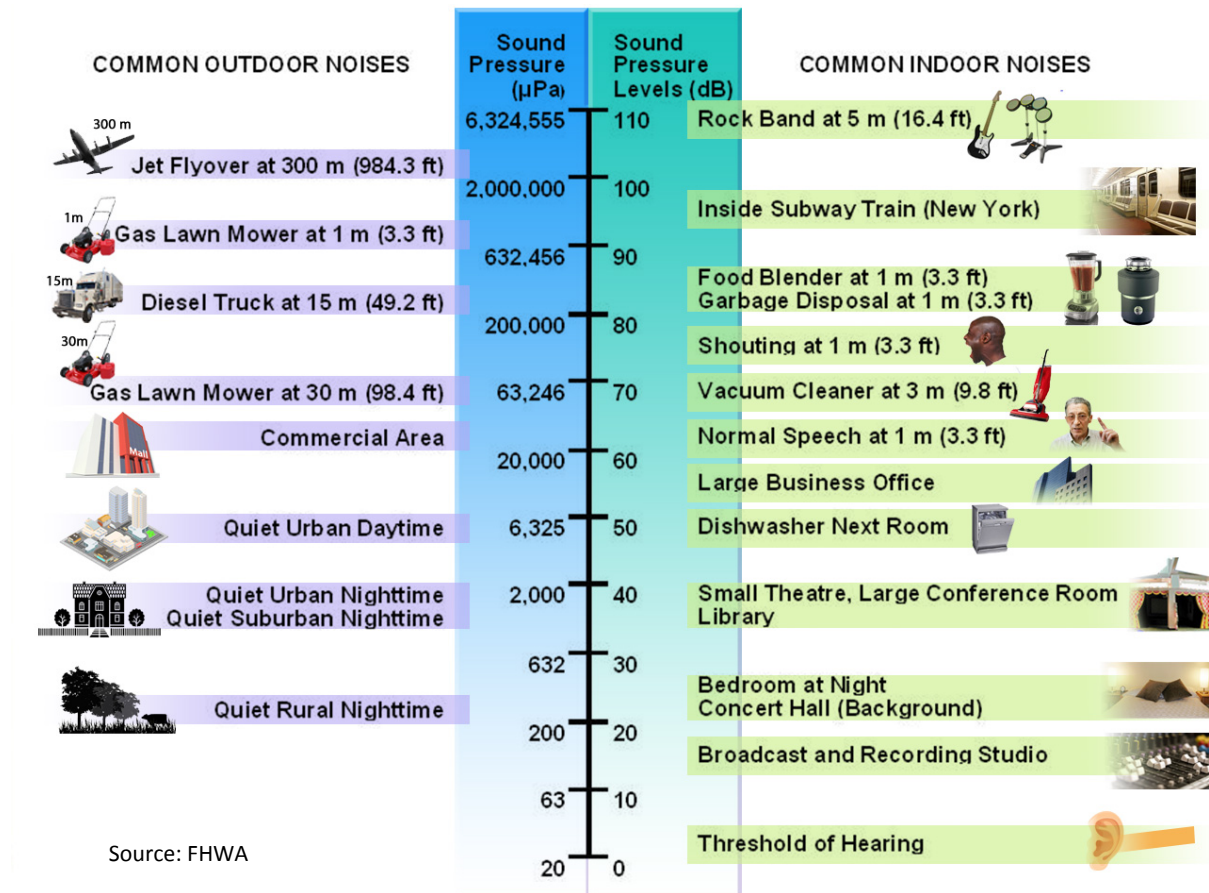 COMMON OUTDOOR NOISES
Sound
Pressure
(µPa)
Sound
Pressure
Levels (dB)
COMMON INDOOR NOISES
6,324,555
110
Rock Band at 5 m (16.4 ft)
300 m
Jet Flyover at 300 m (984.3 ft)
2,000,000
100
Inside Subway Train (New York)
1m
Gas Lawn Mower at 1 m (3.3 ft)
632,456
90
Food Blender at 1 m (3.3 ft)
Garbage Disposal at 1 m (3.3 ft)
15m
Diesel Truck at 15 m (49.2 ft)
200,000
80
Shouting at 1 m (3.3 ft)
30m
Gas Lawn Mower at 30 m (98.4 ft)
63,246
70
Vacuum Cleaner at 3 m (9.8 ft)
Commercial Area
Mall
Normal Speech at 1 m (3.3 ft)
20,000
60
Large Business Office
Quiet Urban Daytime
6,325
50
Dishwasher Next Room
Quiet Urban Nighttime
Quiet Suburban Nighttime
2,000
40
Small Theatre, Large Conference Room
Library
632
30
Bedroom at Night
Concert Hall (Background)
Quiet Rural Nighttime
200
20
Broadcast and Recording Studio
63
10
Threshold of Hearing
Source: FHWA
20
0